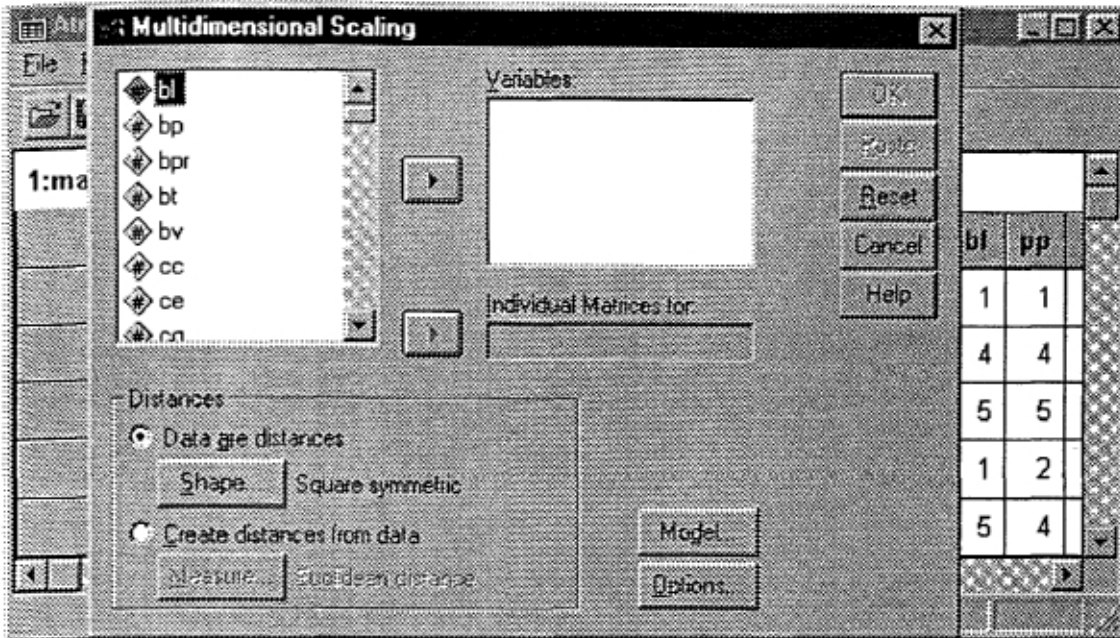 Multidimensional Scaling
File
1:ma
bl
bp
bpr
bt
bv
cc
ce
cg
Variables:
Individual Matrices for:
OK
Paste
Reset
Cancel
Help
Distances
Data are distances
Shape... Square symmetric
Create distances from data
Measure... Euclidean distance
Model...
Options...
bf pp
1 1
4 4
5 5
1 2
5 4